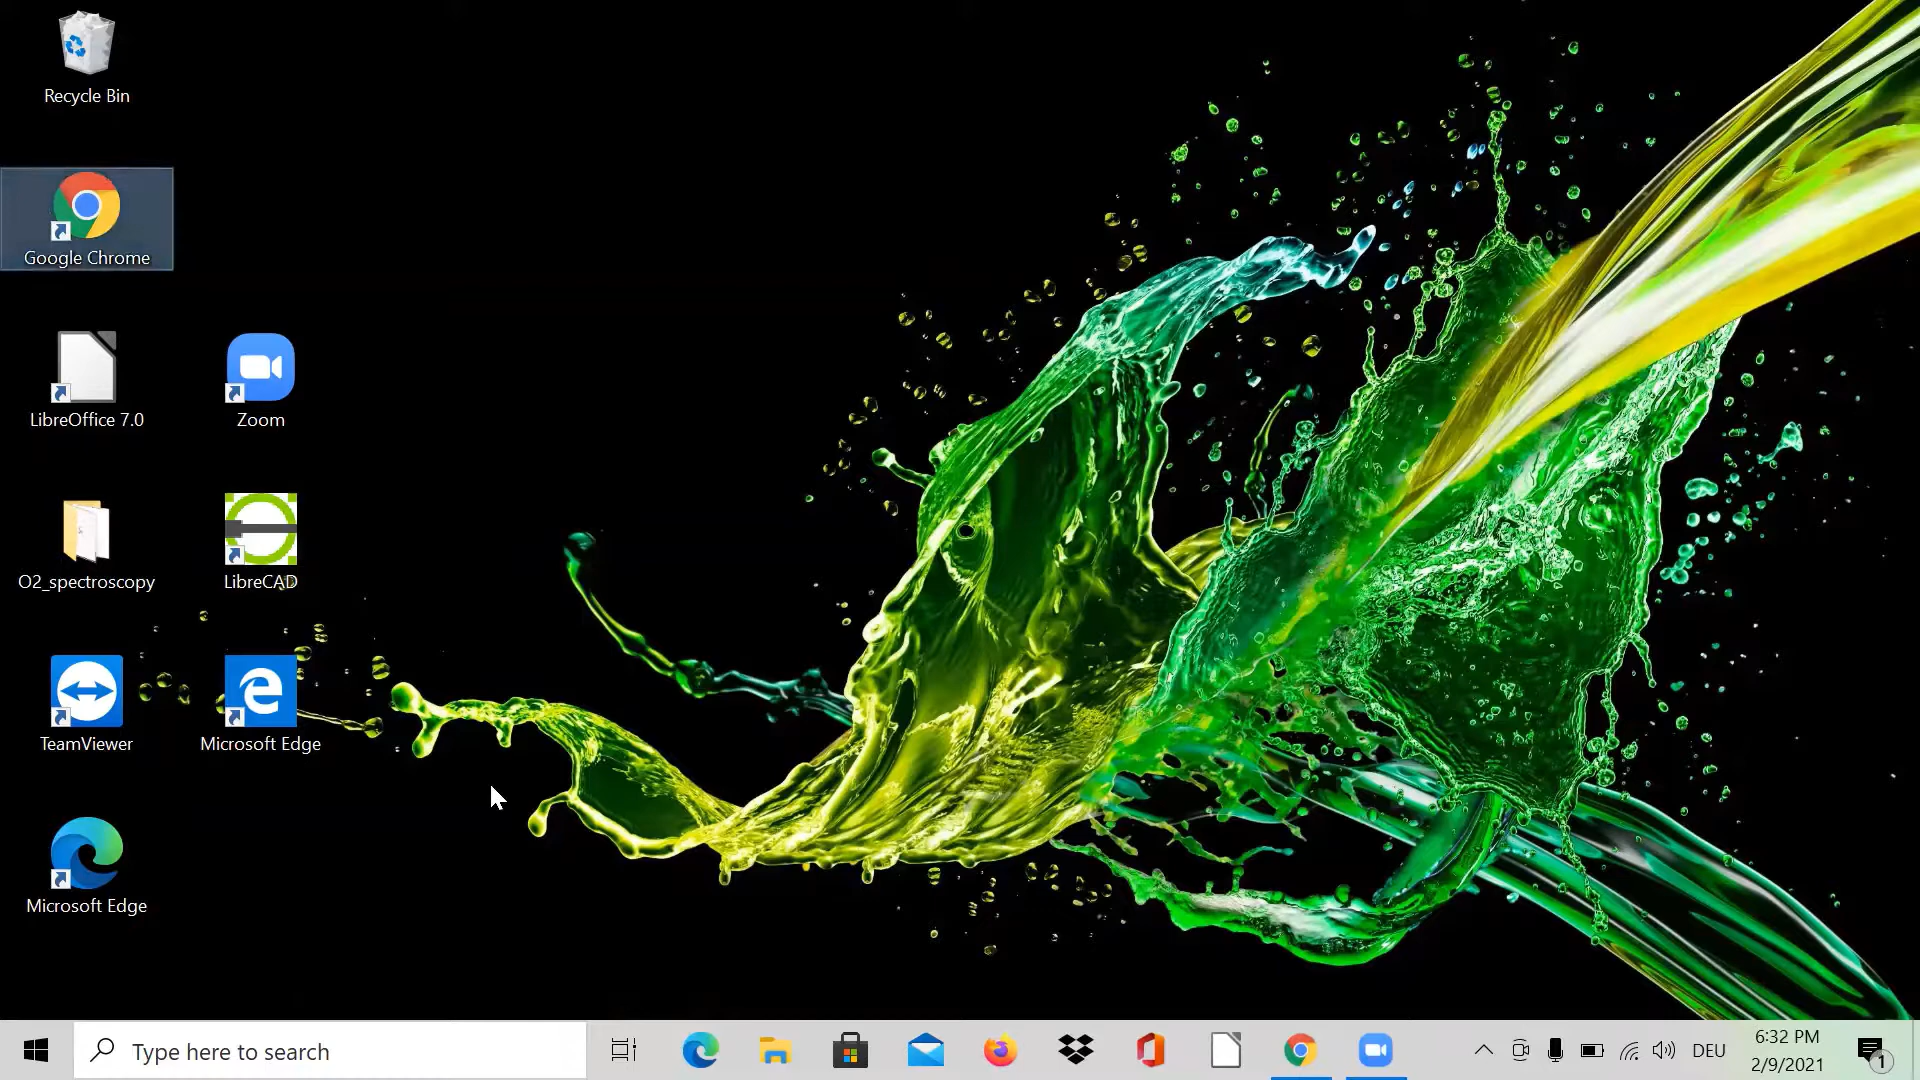 Recycle Bin
Google Chrome
LibreOffice 7.0
Zoom
O2_spectroscopy
LibreCAD
TeamViewer
Microsoft Edge
Microsoft Edge
Type here to search
DEU
6:32 PM
2/9/2021
1